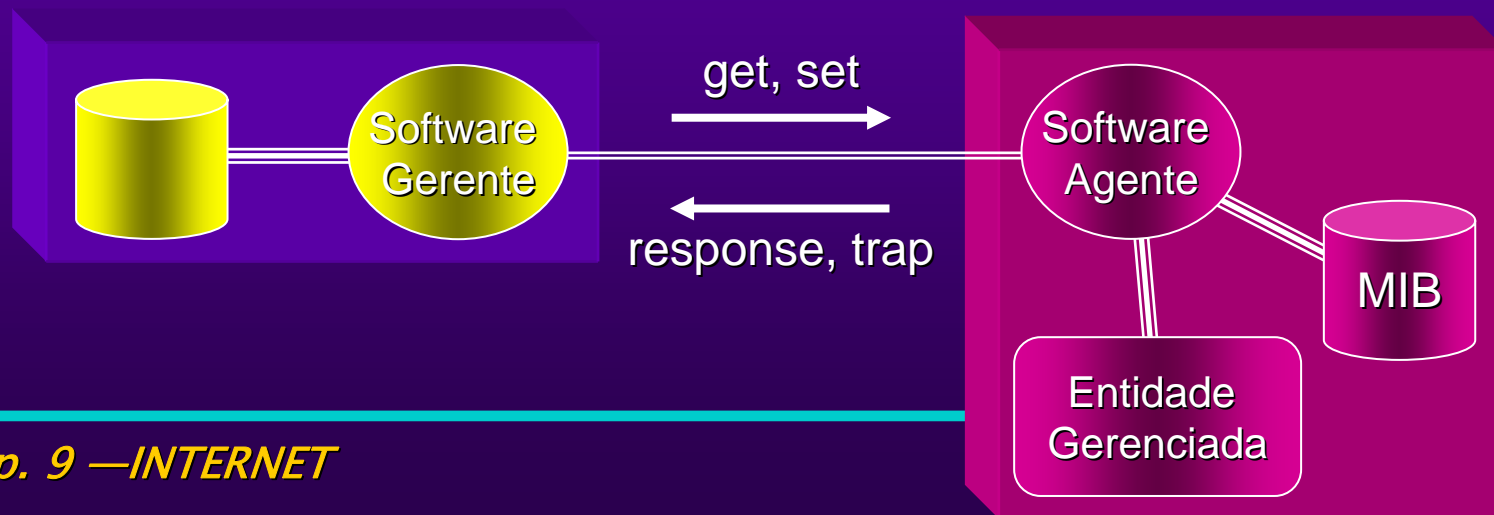 get, set
Software
Gerente
Software
Agente
response, trap
MIB
Entidade
Gerenciada
p. 9 —INTERNET